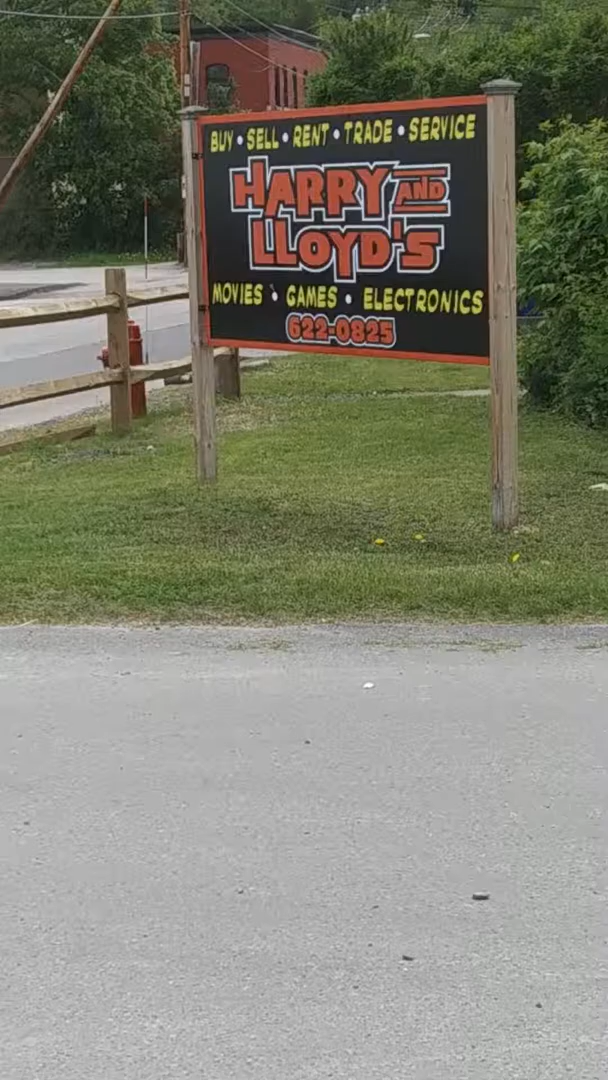 BUY • SELL • RENT • TRADE • SERVICE
HARRY AND
LLOYD'S
MOVIES • GAMES • ELECTRONICS
622-0825